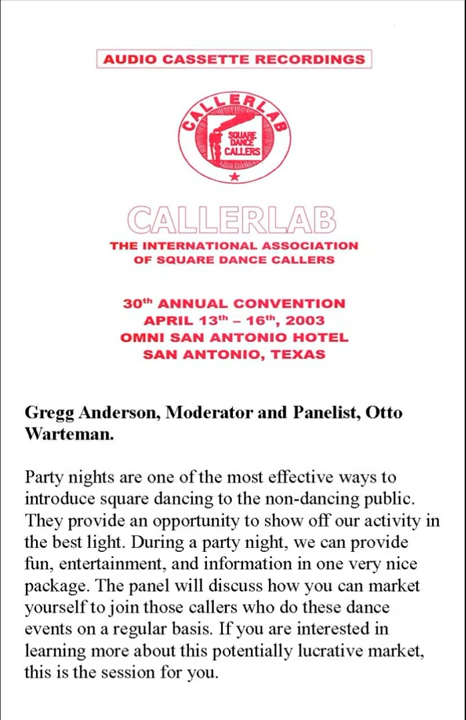 AUDIO CASSETTE RECORDINGS
CALLERLAB
SQUARE
DANCE
CALLERS
CALLERLAB
THE INTERNATIONAL ASSOCIATION
OF SQUARE DANCE CALLERS
30th ANNUAL CONVENTION
APRIL 13th – 16th, 2003
OMNI SAN ANTONIO HOTEL
SAN ANTONIO, TEXAS
Gregg Anderson, Moderator and Panelist, Otto
Warteman.
Party nights are one of the most effective ways to
introduce square dancing to the non-dancing public.
They provide an opportunity to show off our activity in
the best light. During a party night, we can provide
fun, entertainment, and information in one very nice
package. The panel will discuss how you can market
yourself to join those callers who do these dance
events on a regular basis. If you are interested in
learning more about this potentially lucrative market,
this is the session for you.